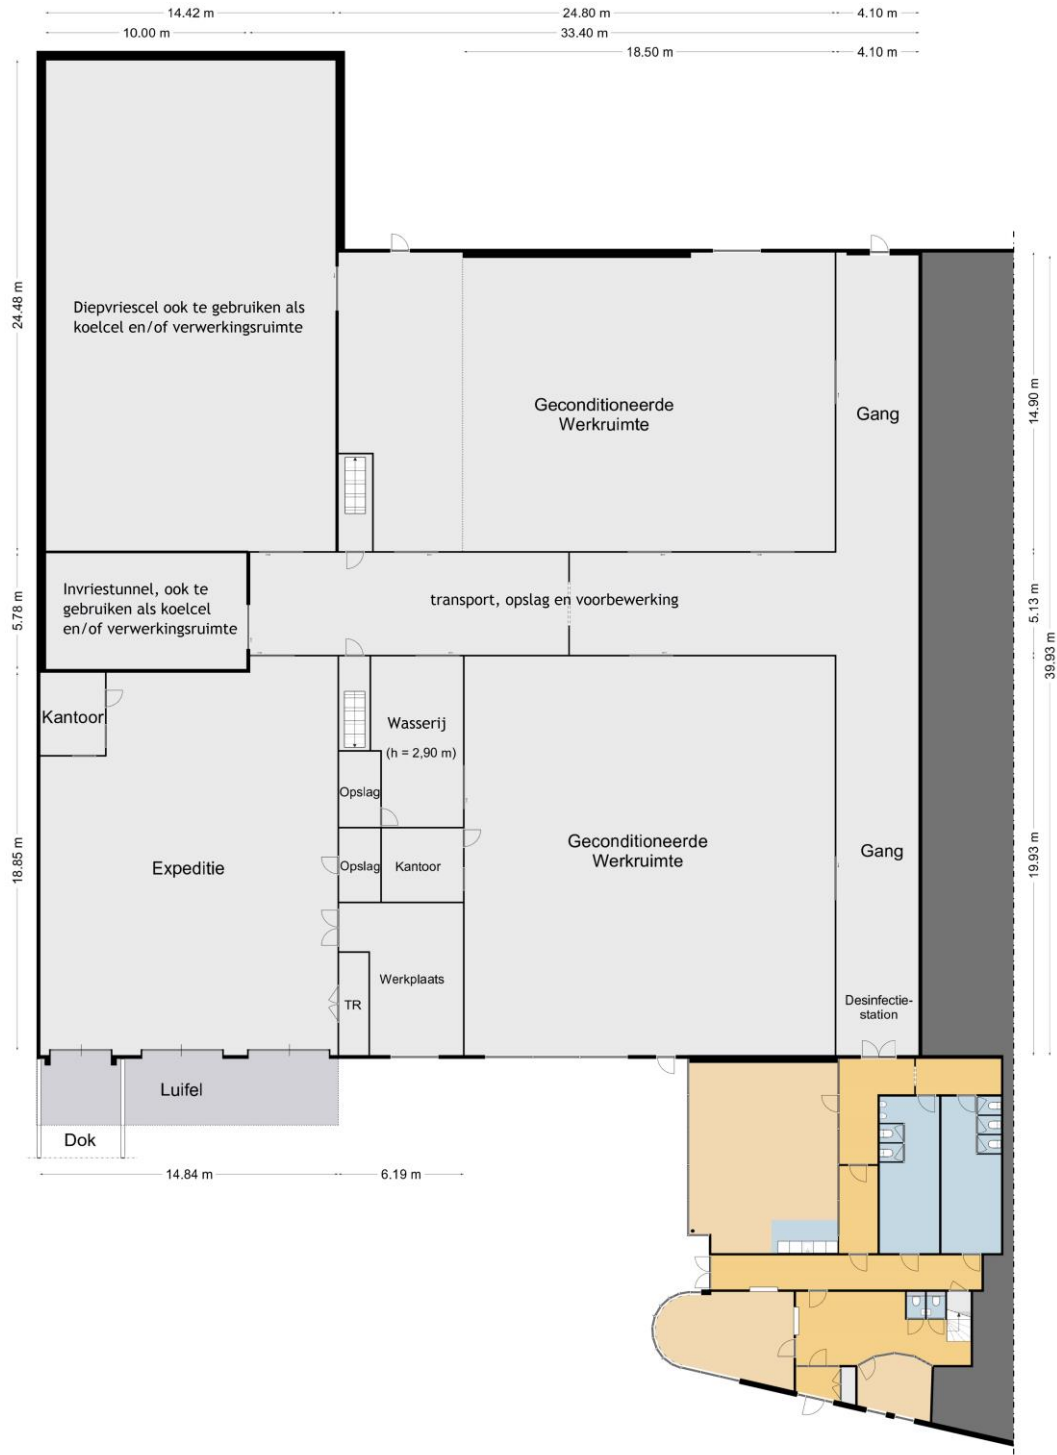 14.42 m
24.80 m
4.10 m
10.00 m
33.40 m
18.50 m
4.10 m
24.48 m
5.78 m
18.85 m
14.90 m
5.13 m
19.93 m
39.93 m
Diepvriescel ook te gebruiken als
koelcel en/of verwerkingsruimte
Geconditioneerde
Werkruimte
Gang
Invriestunnel, ook te
gebruiken als koelcel
en/of verwerkingsruimte
transport, opslag en voorbewerking
Kantoor
Wasserij
(h = 2,90 m)
Opslag
Opslag
Kantoor
Expeditie
Geconditioneerde
Werkruimte
Gang
Werkplaats
TR
Desinfectie-
station
Luifel
Dok
14.84 m
6.19 m